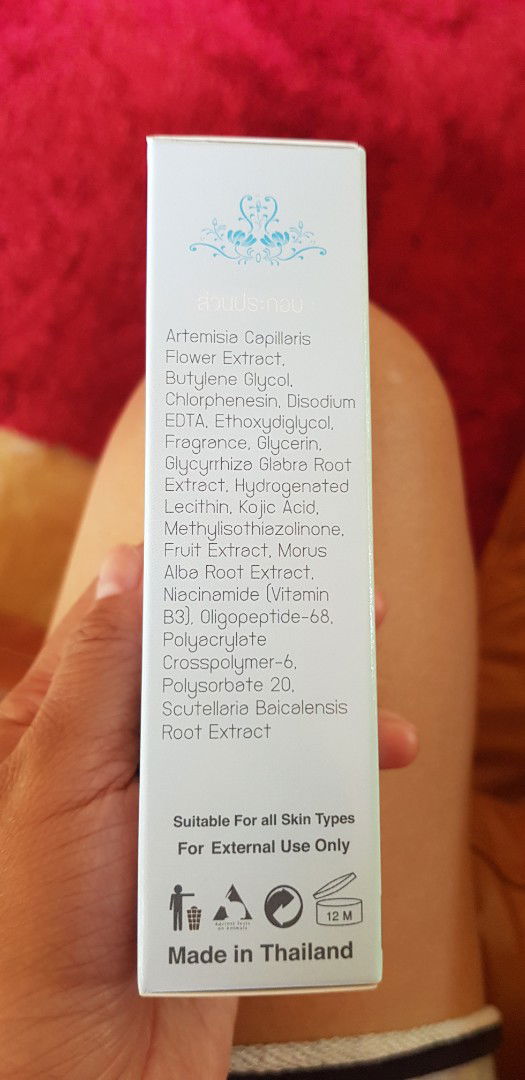 ส่วนประกอบ
Artemisia Capillaris
Flower Extract,
Butylene Glycol,
Chlorphenesin, Disodium
EDTA, Ethoxydiglycol,
Fragrance, Glycerin,
Glycyrrhiza Glabra Root
Extract, Hydrogenated
Lecithin, Kojic Acid,
Methylisothiazolinone,
Fruit Extract, Morus
Alba Root Extract,
Niacinamide (Vitamin
B3), Oligopeptide-68,
Polyacrylate
Crosspolymer-6,
Polysorbate 20,
Scutellaria Baicalensis
Root Extract
Suitable For all Skin Types
For External Use Only
12 M
Made in Thailand